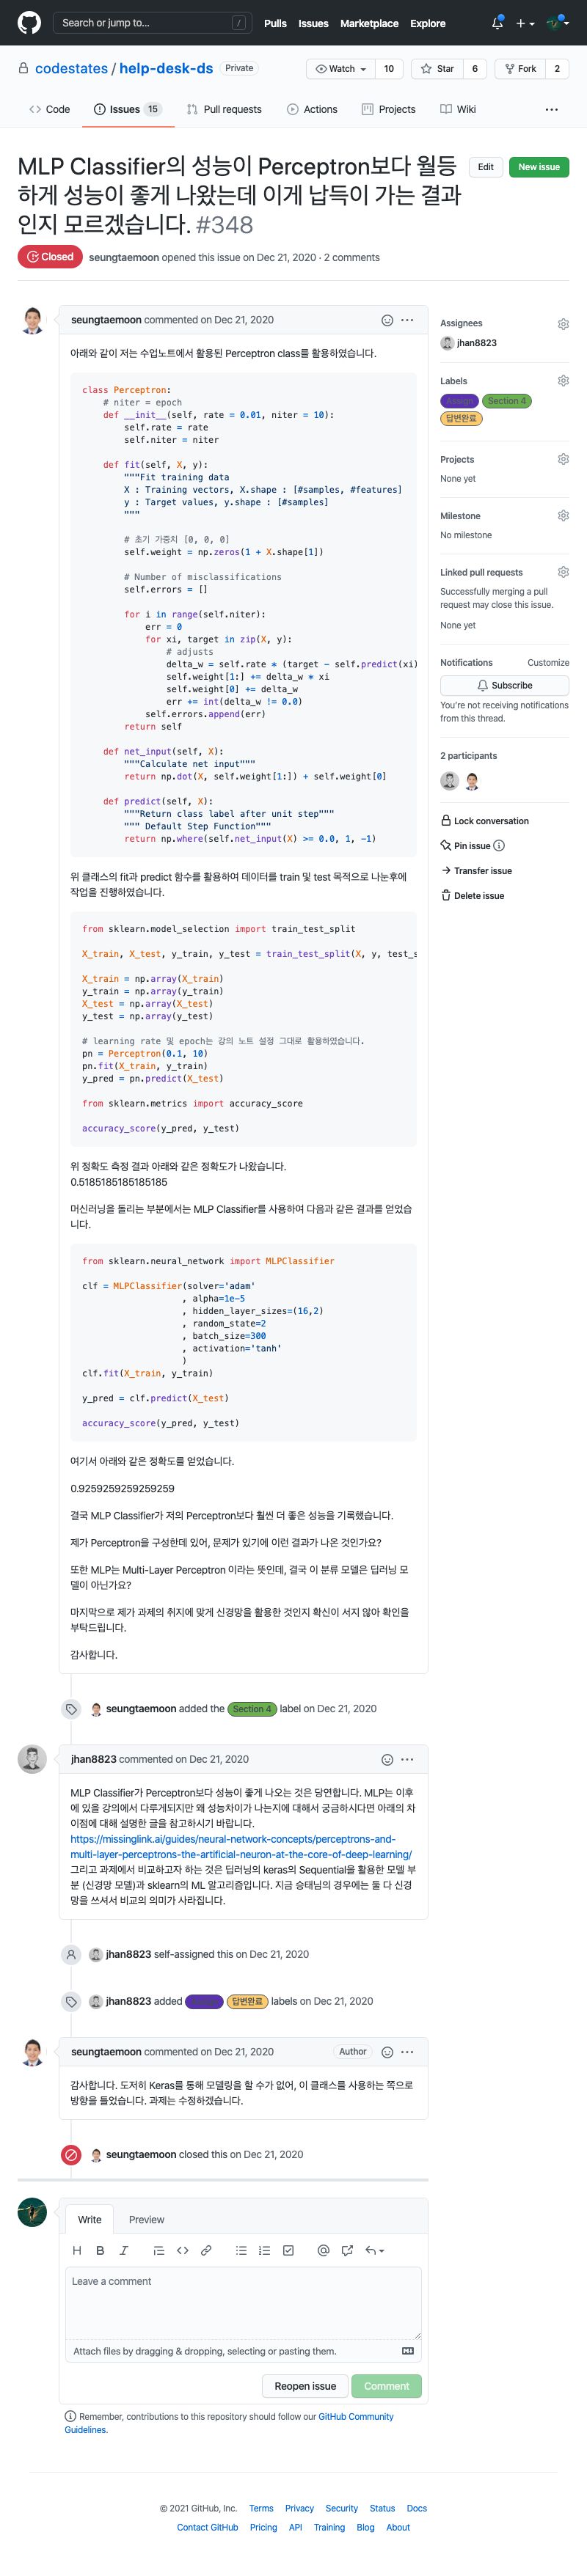 Search or jump to...
/
Pulls Issues Marketplace Explore
codestates / help-desk-ds Private
Watch 10 Star 6 Fork 2
Code Issues 15 Pull requests Actions Projects Wiki ...
MLP Classifier의 성능이 Perceptron보다 월등
하게 성능이 좋게 나왔는데 이게 납득이 가는 결과
인지 모르겠습니다. #348
Edit New issue
Closed seungtaemoon opened this issue on Dec 21, 2020 · 2 comments
seungtaemoon commented on Dec 21, 2020
아래와 같이 저는 수업노트에서 활용된 Perceptron class를 활용하였습니다.
class Perceptron:
# niter = epoch
def __init__(self, rate = 0.01, niter = 10):
self.rate = rate
self.niter = niter
def fit(self, X, y):
"""Fit training data
X : Training vectors, X.shape : [#samples, #features]
y : Target values, y.shape : [#samples]
"""
# 초기 가중치 [0, 0, 0]
self.weight = np.zeros(1 + X.shape[1])
# Number of misclassifications
self.errors = []
for i in range(self.niter):
err = 0
for xi, target in zip(X, y):
# adjusts
delta_w = self.rate * (target - self.predict(xi)
self.weight[1:] += delta_w * xi
self.weight[0] += delta_w
err += int(delta_w != 0.0)
self.errors.append(err)
return self
def net_input(self, X):
"""Calculate net input"""
return np.dot(X, self.weight[1:]) + self.weight[0]
def predict(self, X):
"""Return class label after unit step"""
""" Default Step Function"""
return np.where(self.net_input(X) >= 0.0, 1, -1)
위 클래스의 fit과 predict 함수를 활용하여 데이터를 train 및 test 목적으로 나눈후에
작업을 진행하였습니다.
from sklearn.model_selection import train_test_split
X_train, X_test, y_train, y_test = train_test_split(X, y, test_s
X_train = np.array(X_train)
y_train = np.array(y_train)
X_test = np.array(X_test)
y_test = np.array(y_test)
# learning rate 및 epoch는 강의 노트 설정 그대로 활용하였습니다.
pn = Perceptron(0.1, 10)
pn.fit(X_train, y_train)
y_pred = pn.predict(X_test)
from sklearn.metrics import accuracy_score
accuracy_score(y_pred, y_test)
위 정확도 측정 결과 아래와 같은 정확도가 나왔습니다.
0.5185185185185185
머신러닝을 돌리는 부분에서는 MLP Classifier를 사용하여 다음과 같은 결과를 얻었습
니다.
from sklearn.neural_network import MLPClassifier
clf = MLPClassifier(solver='adam'
, alpha=1e-5
, hidden_layer_sizes=(16,2)
, random_state=2
, batch_size=300
, activation='tanh'
)
clf.fit(X_train, y_train)
y_pred = clf.predict(X_test)
accuracy_score(y_pred, y_test)
여기서 아래와 같은 정확도를 얻었습니다.
0.9259259259259259
결국 MLP Classifier가 저의 Perceptron보다 훨씬 더 좋은 성능을 기록했습니다.
제가 Perceptron을 구성한데 있어, 문제가 있기에 이런 결과가 나온 것인가요?
또한 MLP는 Multi-Layer Perceptron 이라는 뜻인데, 결국 이 분류 모델은 딥러닝 모
델이 아닌가요?
마지막으로 제가 과제의 취지에 맞게 신경망을 활용한 것인지 확신이 서지 않아 확인을
부탁드립니다.
감사합니다.
Assignees
jhan8823
Labels
Section 4
답변완료
Projects
None yet
Milestone
No milestone
Linked pull requests
Successfully merging a pull
request may close this issue.
None yet
Notifications Customize
Subscribe
You're not receiving notifications
from this thread.
2 participants
Lock conversation
Pin issue
Transfer issue
Delete issue
seungtaemoon added the Section 4 label on Dec 21, 2020
jhan8823 commented on Dec 21, 2020
MLP Classifier가 Perceptron보다 성능이 좋게 나오는 것은 당연합니다. MLP는 이후
에 있을 강의에서 다루게되지만 왜 성능차이가 나는지에 대해서 궁금하시다면 아래의 차
이점에 대해 설명한 글을 참고하시기 바랍니다.
https://missinglink.ai/guides/neural-network-concepts/perceptrons-and-
multi-layer-perceptrons-the-artificial-neuron-at-the-core-of-deep-learning/
그리고 과제에서 비교하고자 하는 것은 딥러닝의 keras의 Sequential을 활용한 모델 부
분 (신경망 모델)과 sklearn의 ML 알고리즘입니다. 지금 승태님의 경우에는 둘 다 신경
망을 쓰셔서 비교의 의미가 사라집니다.
jhan8823 self-assigned this on Dec 21, 2020
jhan8823 added 답변완료 labels on Dec 21, 2020
seungtaemoon commented on Dec 21, 2020 Author
감사합니다. 도저히 Keras를 통해 모델링을 할 수가 없어, 이 클래스를 사용하는 쪽으로
방향을 틀었습니다. 과제는 수정하겠습니다.
seungtaemoon closed this on Dec 21, 2020
Write Preview
H B I
Leave a comment
Attach files by dragging & dropping, selecting or pasting them.
Reopen issue Comment
Remember, contributions to this repository should follow our GitHub Community
Guidelines.
© 2021 GitHub, Inc. Terms Privacy Security Status Docs
Contact GitHub Pricing API Training Blog About